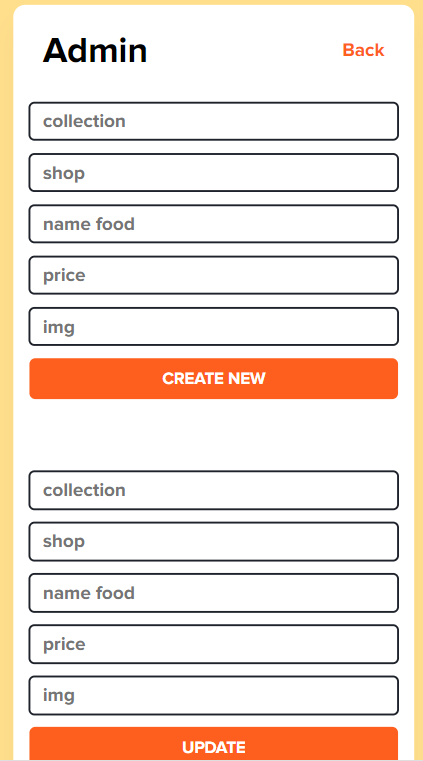 Admin
Back
collection
shop
name food
price
img
CREATE NEW
collection
shop
name food
price
img
UPDATE